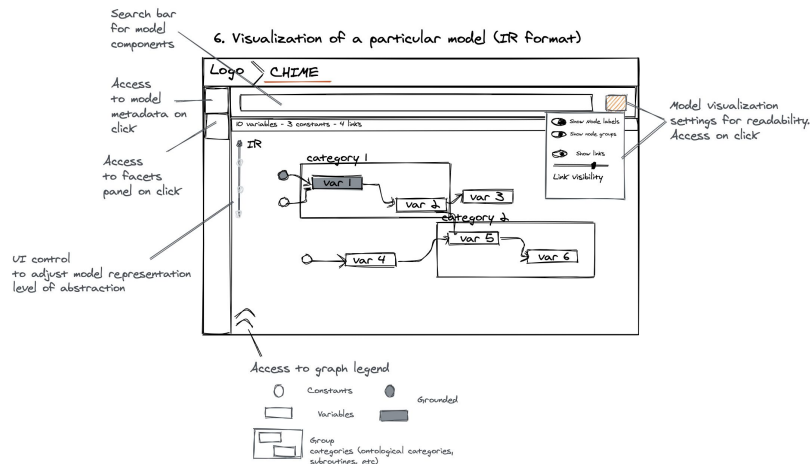 Search bar
for model
components
6. Visualization of a particular model (IR format)
Logo
CHIME
Access
to model
metadata on
click
10 variables - 3 constants - 4 links
Show node labels
Show node groups
Show links
Link visibility
Model visualization
settings for readability.
Access on click
IR
category 1
var 1
var 2
var 3
category 2
var 4
var 5
var 6
Access
to facets
panel on click
UI control
to adjust model representation
level of abstraction
Access to graph legend
Constants
Grounded
Variables
Group
categories (ontological categories,
subroutines, etc)